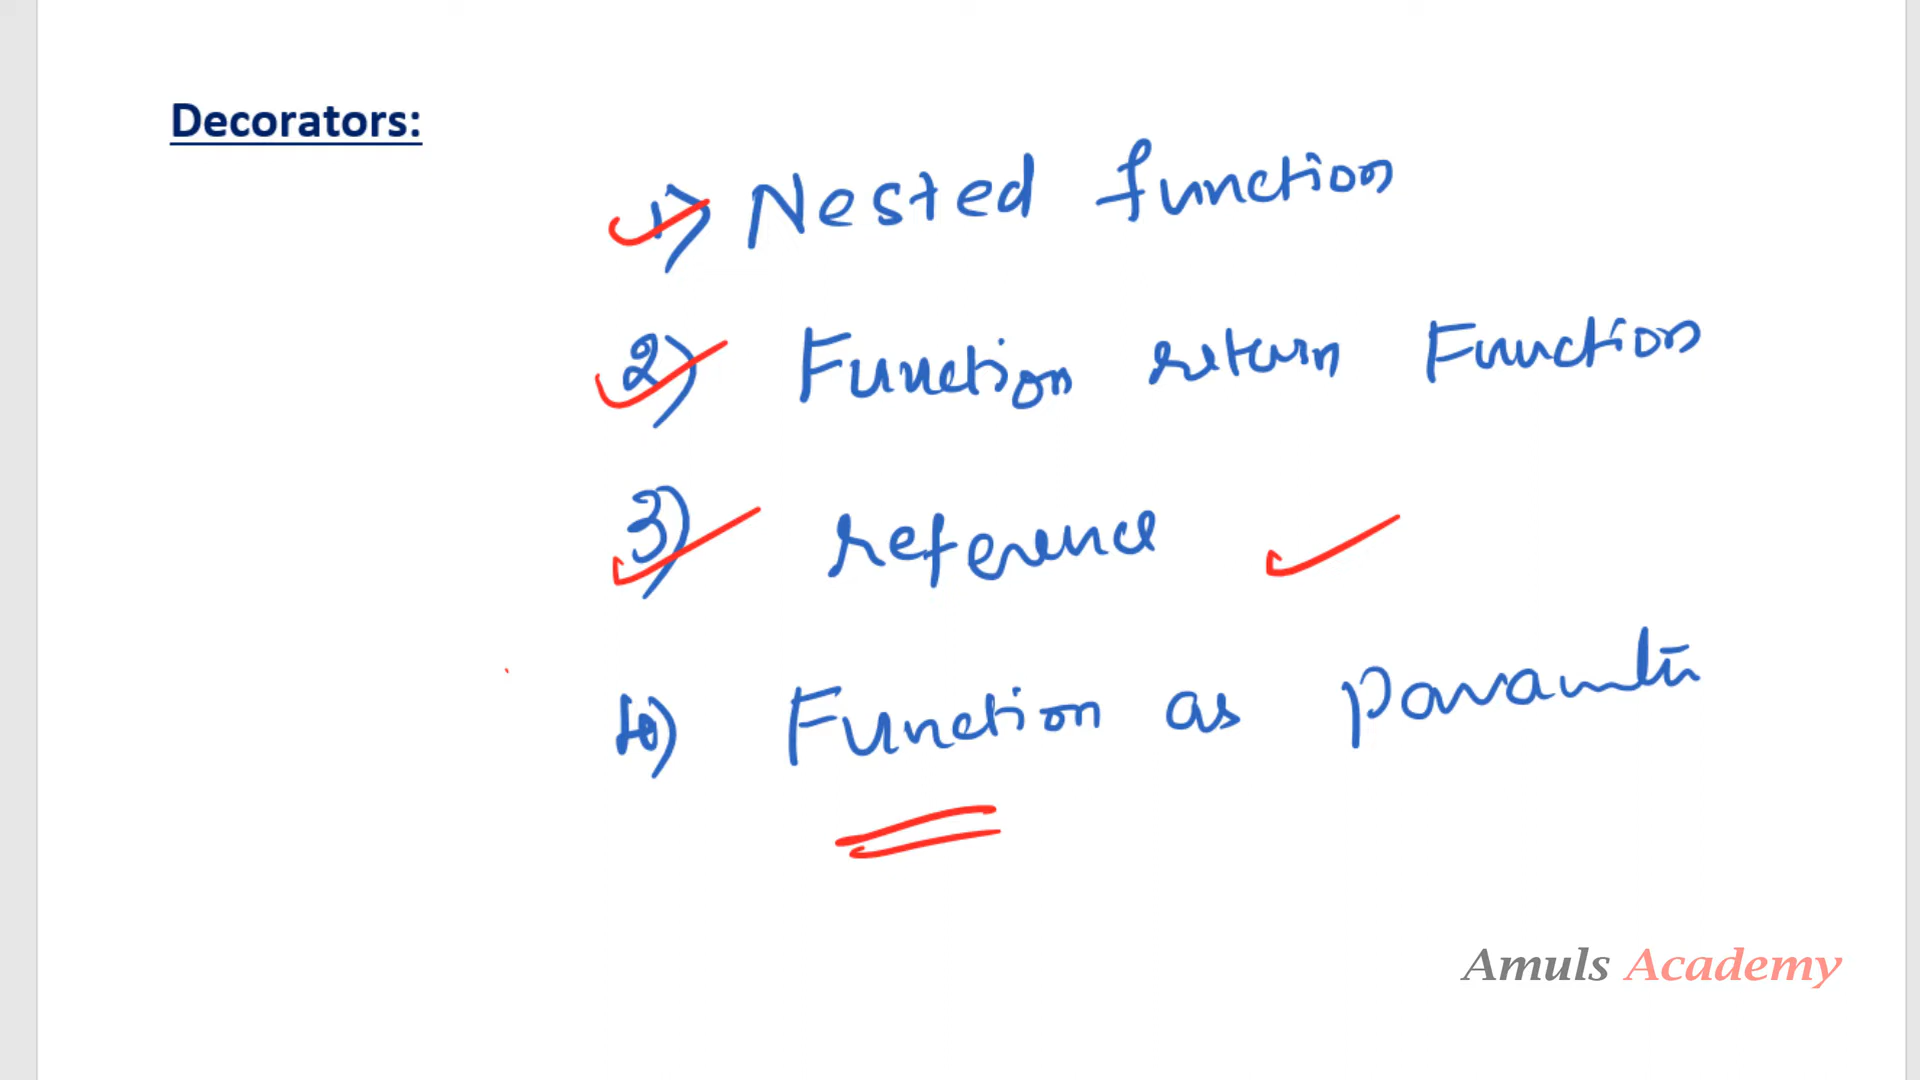 Decorators:
1) Nested function
2) Function return Function
3) reference
4) Function as parameter
Amuls Academy